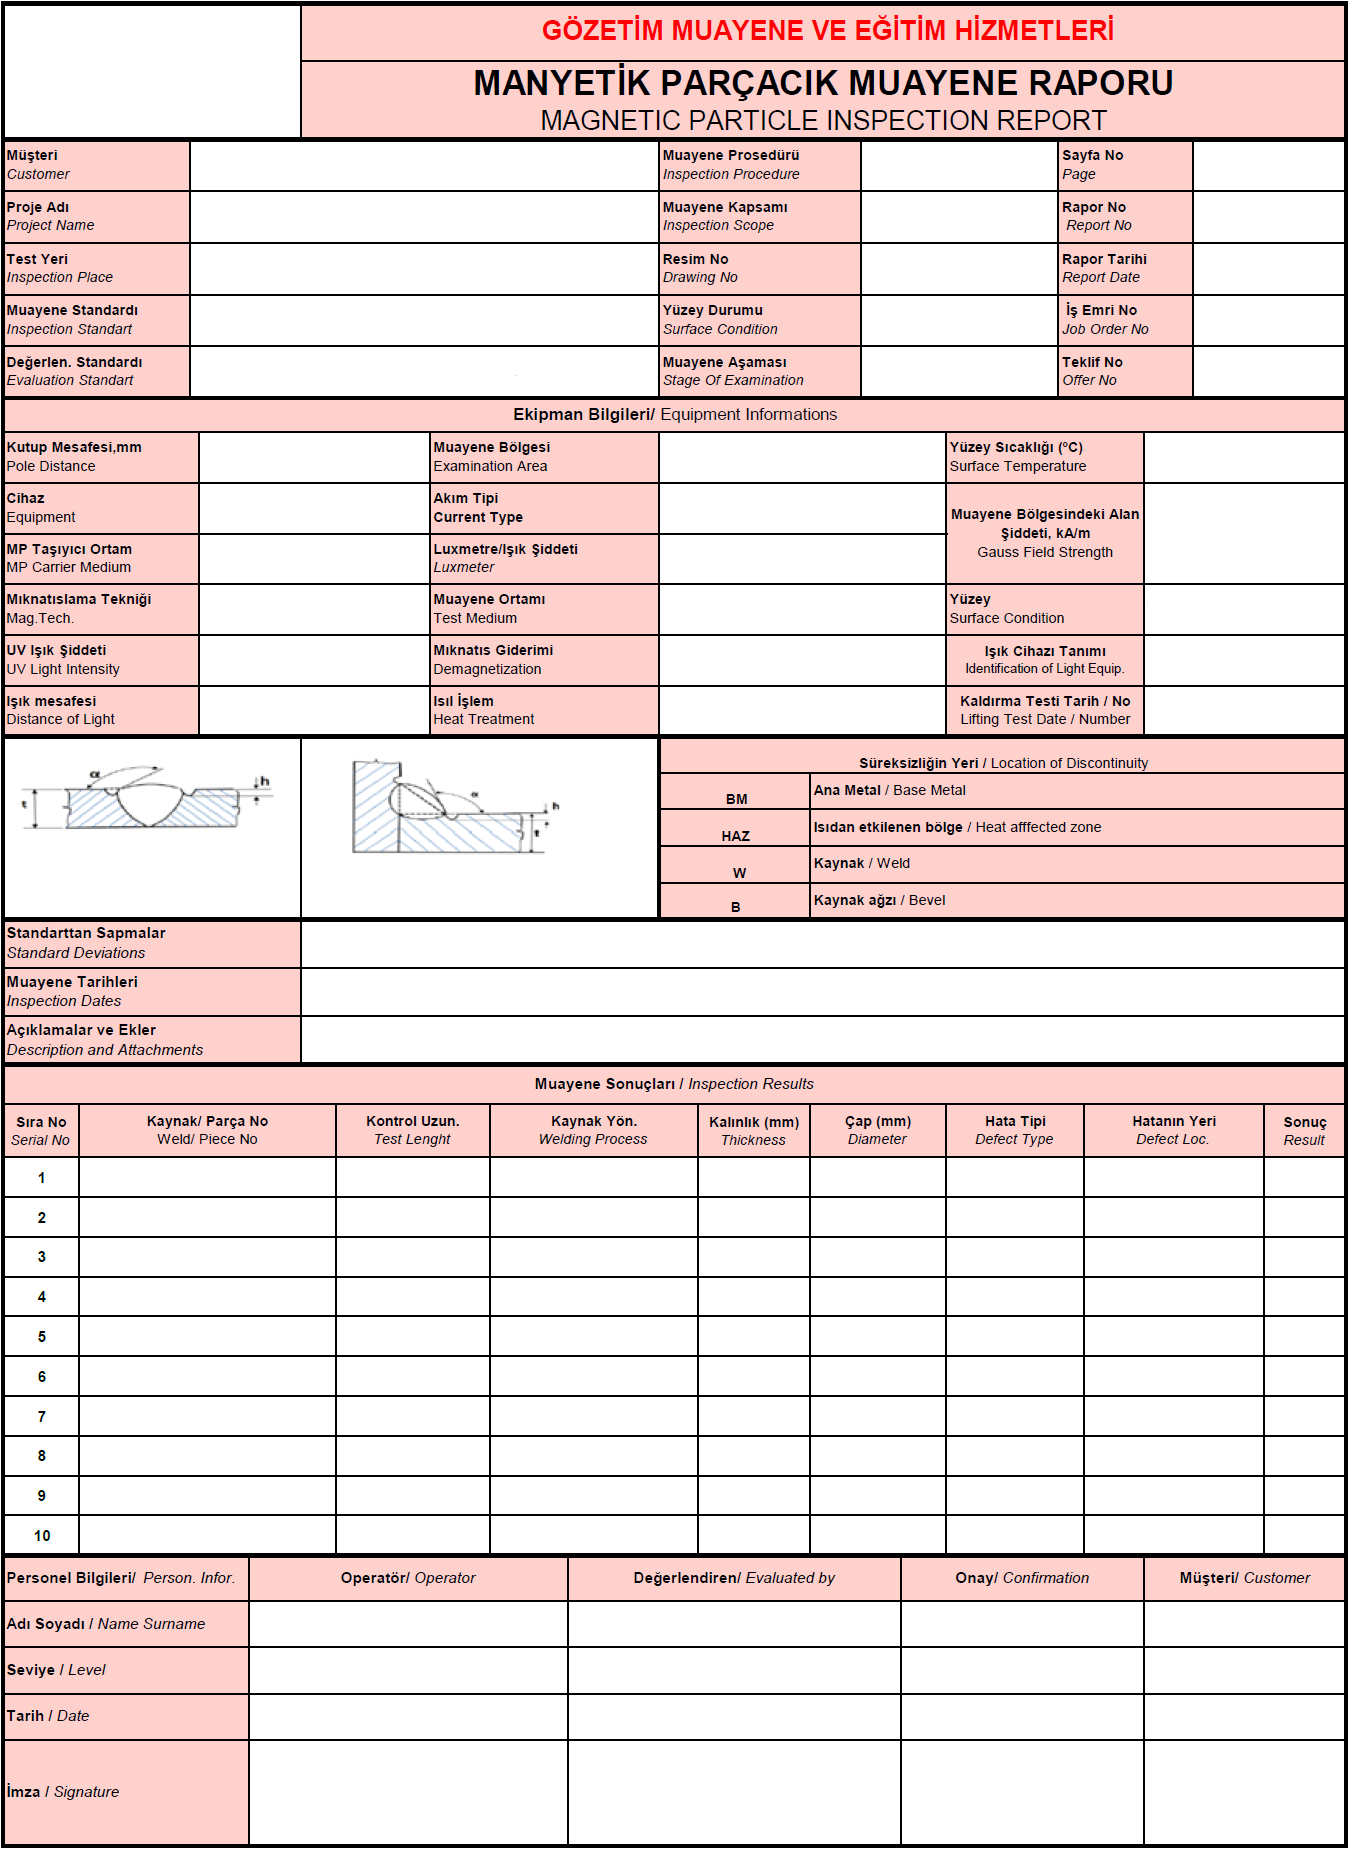 GÖZETİM MUAYENE VE EĞİTİM HİZMETLERİ
MANYETİK PARÇACIK MUAYENE RAPORU
MAGNETIC PARTICLE INSPECTION REPORT
Müşteri
Customer
Muayene Prosedürü
Inspection Procedure
Sayfa No
Page
Proje Adı
Project Name
Muayene Kapsamı
Inspection Scope
Rapor No
Report No
Test Yeri
Inspection Place
Resim No
Drawing No
Rapor Tarihi
Report Date
Muayene Standardı
Inspection Standart
Yüzey Durumu
Surface Condition
İş Emri No
Job Order No
Değerlen. Standardı
Evaluation Standart
Muayene Aşaması
Stage Of Examination
Teklif No
Offer No
Ekipman Bilgileri/ Equipment Informations
Kutup Mesafesi,mm
Pole Distance
Muayene Bölgesi
Examination Area
Yüzey Sıcaklığı (°C)
Surface Temperature
Cihaz
Equipment
Akım Tipi
Current Type
Muayene Bölgesindeki Alan
Şiddeti, kA/m
Gauss Field Strength
MP Taşıyıcı Ortam
MP Carrier Medium
Luxmetre/Işık Şiddeti
Luxmeter
Mıknatıslama Tekniği
Mag.Tech.
Muayene Ortamı
Test Medium
Yüzey
Surface Condition
UV Işık Şiddeti
UV Light Intensity
Mıknatıs Giderimi
Demagnetization
Işık Cihazı Tanımı
Identification of Light Equip.
Işık mesafesi
Distance of Light
Isıl İşlem
Heat Treatment
Kaldırma Testi Tarih / No
Lifting Test Date / Number
α
h
t
α
h
t
Süreksizliğin Yeri / Location of Discontinuity
BM
Ana Metal / Base Metal
HAZ
Isıdan etkilenen bölge / Heat afffected zone
W
Kaynak / Weld
B
Kaynak ağzı / Bevel
Standarttan Sapmalar
Standard Deviations
Muayene Tarihleri
Inspection Dates
Açıklamalar ve Ekler
Description and Attachments
Muayene Sonuçları / Inspection Results
Sıra No
Serial No
Kaynak/ Parça No
Weld/ Piece No
Kontrol Uzun.
Test Lenght
Kaynak Yön.
Welding Process
Kalınlık (mm)
Thickness
Çap (mm)
Diameter
Hata Tipi
Defect Type
Hatanın Yeri
Defect Loc.
Sonuç
Result
1
2
3
4
5
6
7
8
9
10
Personel Bilgileri/ Person. Infor.
Operatör/ Operator
Değerlendiren/ Evaluated by
Onay/ Confirmation
Müşteri/ Customer
Adı Soyadı / Name Surname
Seviye / Level
Tarih / Date
İmza / Signature